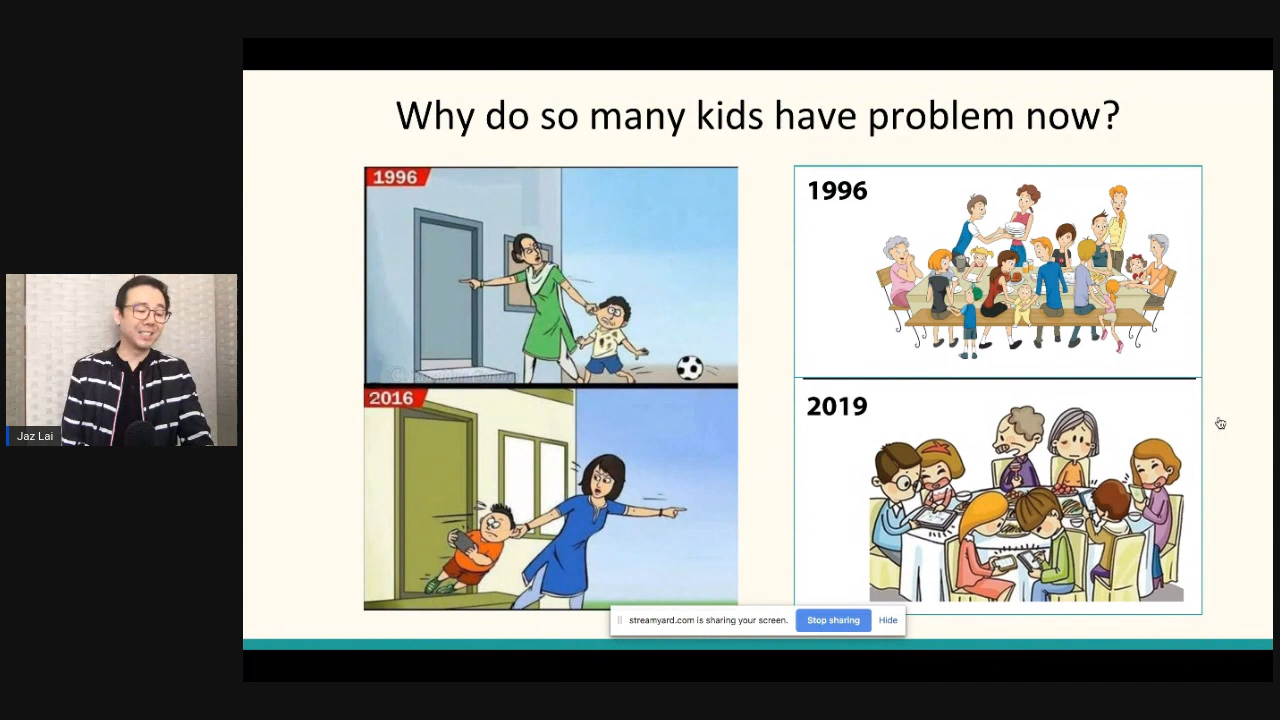 Why do so many kids have problem now?
1996
2016
1996
2019
Jaz Lai
streamyard.com is sharing your screen.
Stop sharing
Hide